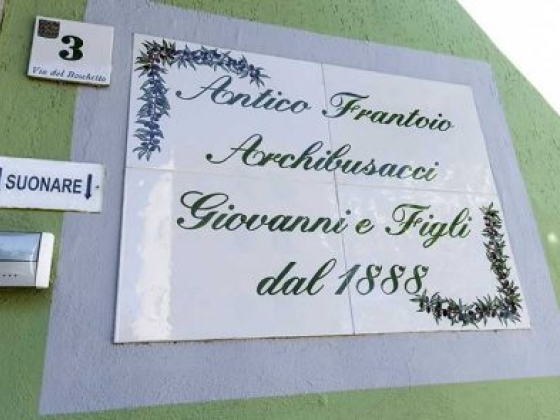 3
Via del Boschetto
Antico Frantoio
Archibusacci
Giovanni e Figli
dal 1888
SUONARE